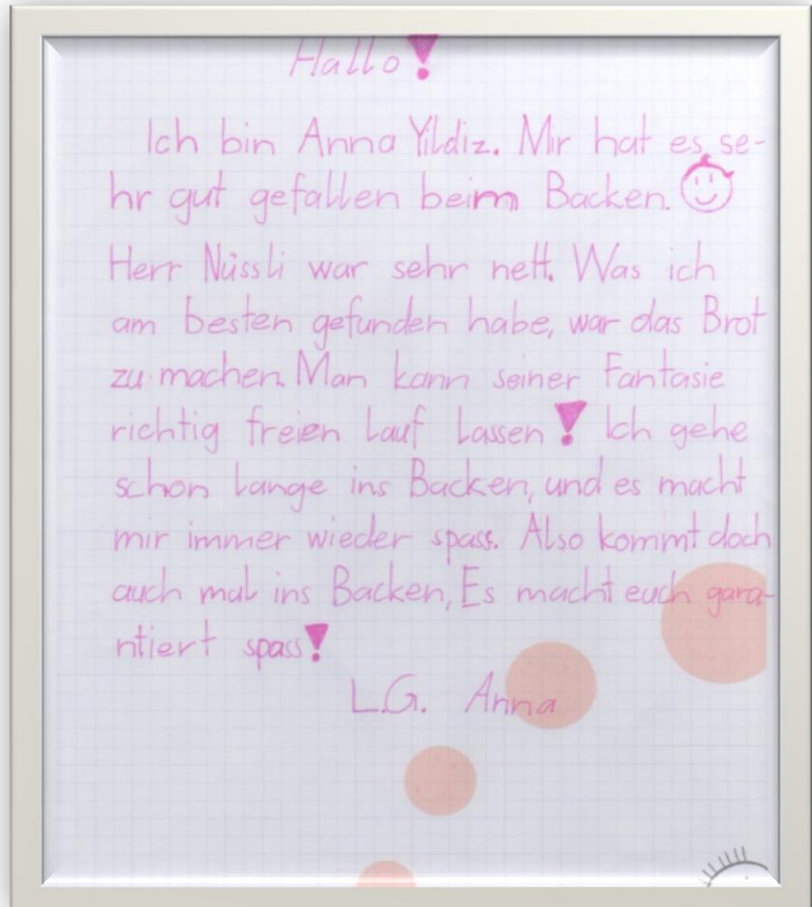 Hallo!
Ich bin Anna Yildiz. Mir hat es se-
hr gut gefallen beim Backen.
Herr Nüssli war sehr nett. Was ich
am besten gefunden habe, war das Brot
zu machen. Man kann seiner Fantasie
richtig freien Lauf Lassen! Ich gehe
schon Lange ins Backen, und es macht
mir immer wieder spass. Also kommt doch
auch mal ins Backen, Es macht euch gara-
ntiert spass!
L.G. Anna